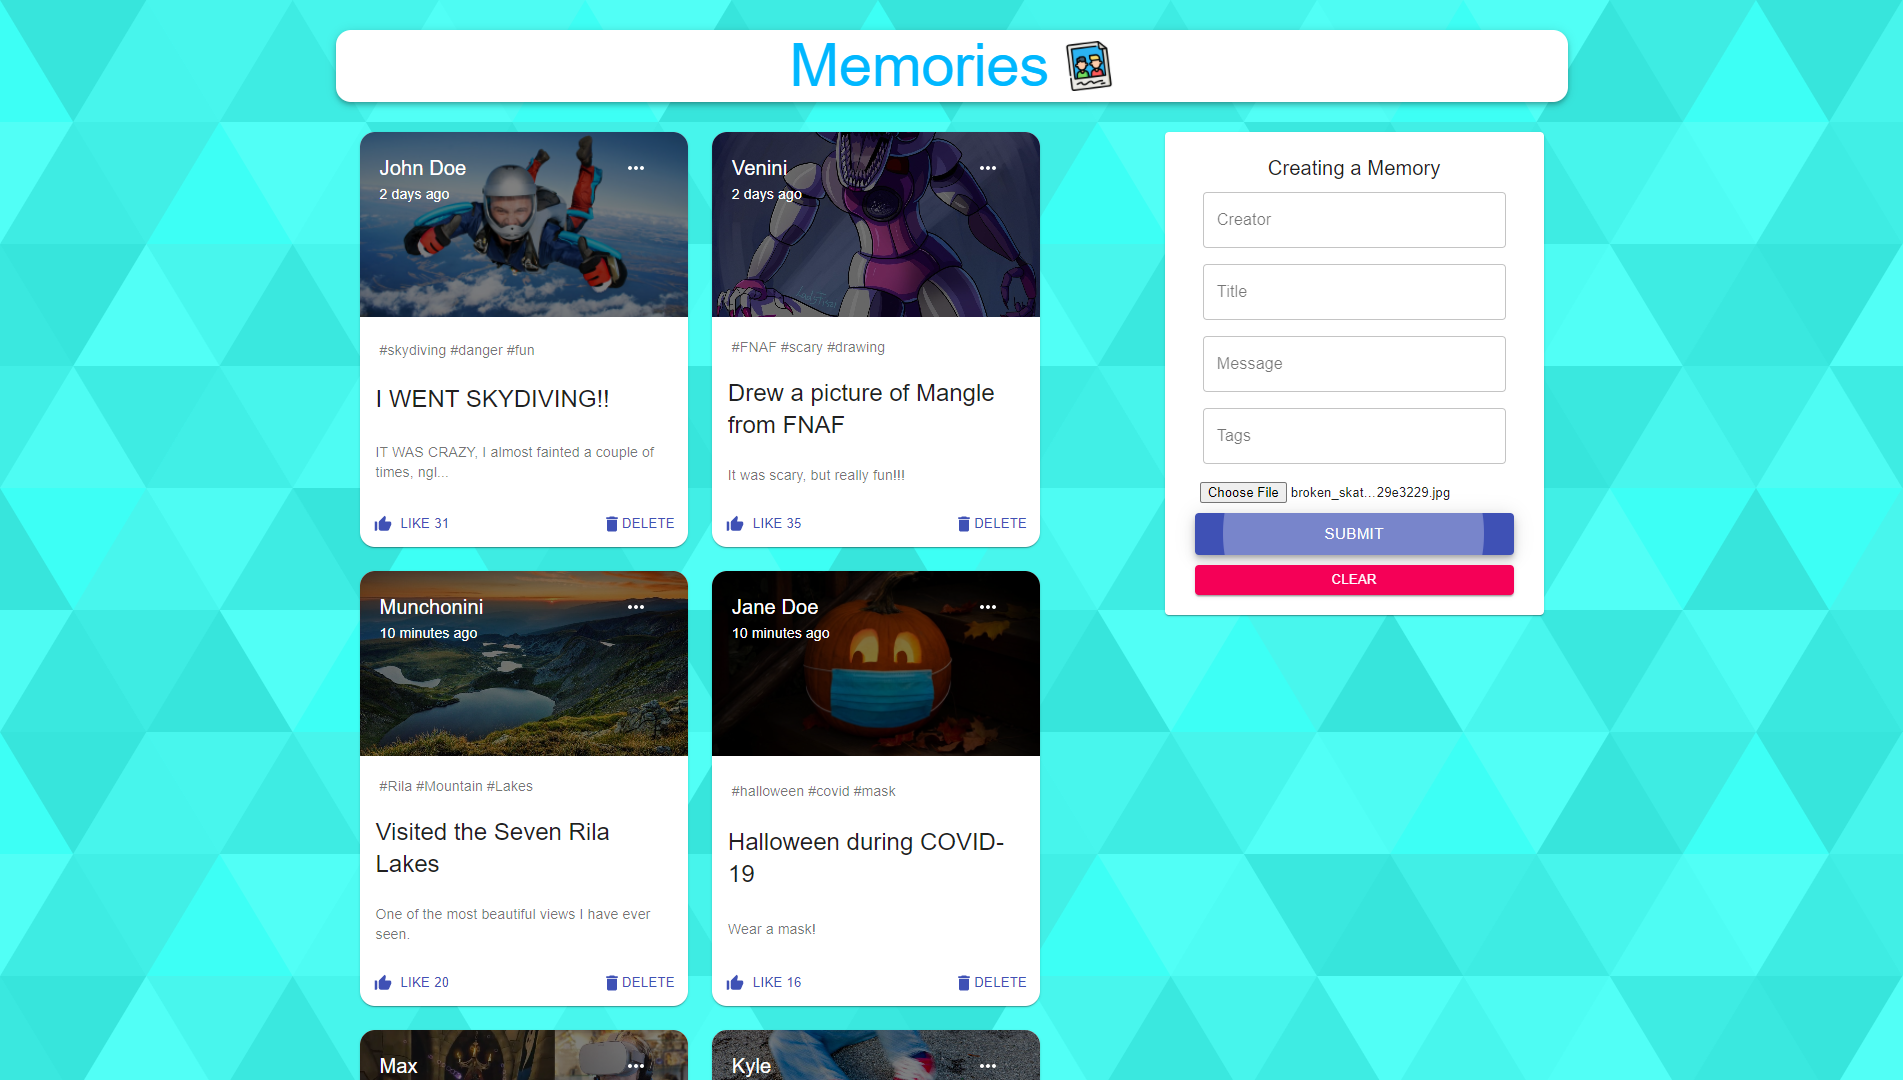 Memories
John Doe
2 days ago
#skydiving #danger #fun
I WENT SKYDIVING!!
IT WAS CRAZY, I almost fainted a couple of
times, ngl...
LIKE 31
DELETE
Venini
2 days ago
#FNAF #scary #drawing
Drew a picture of Mangle
from FNAF
It was scary, but really fun!!!
LIKE 35
DELETE
Munchonini
10 minutes ago
#Rila #Mountain #Lakes
Visited the Seven Rila
Lakes
One of the most beautiful views I have ever
seen.
LIKE 20
DELETE
Jane Doe
10 minutes ago
#halloween #covid #mask
Halloween during COVID-
19
Wear a mask!
LIKE 16
DELETE
Max
Kyle
Creating a Memory
Creator
Title
Message
Tags
Choose File broken_skat...29e3229.jpg
SUBMIT
CLEAR